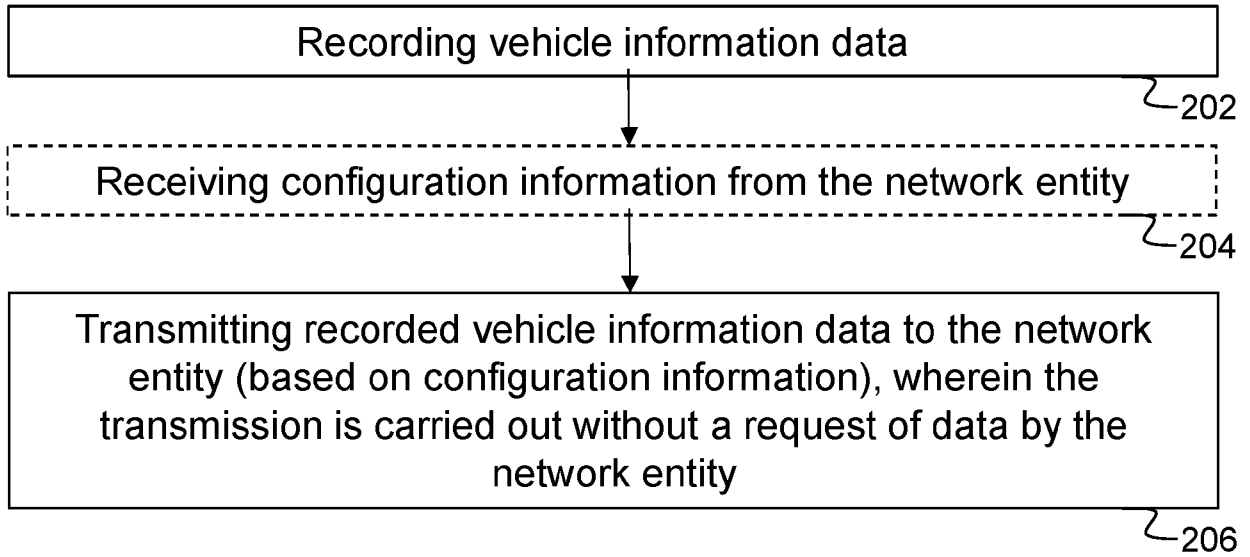 Recording vehicle information data
202
Receiving configuration information from the network entity
204
Transmitting recorded vehicle information data to the network
entity (based on configuration information), wherein the
transmission is carried out without a request of data by the
network entity
206